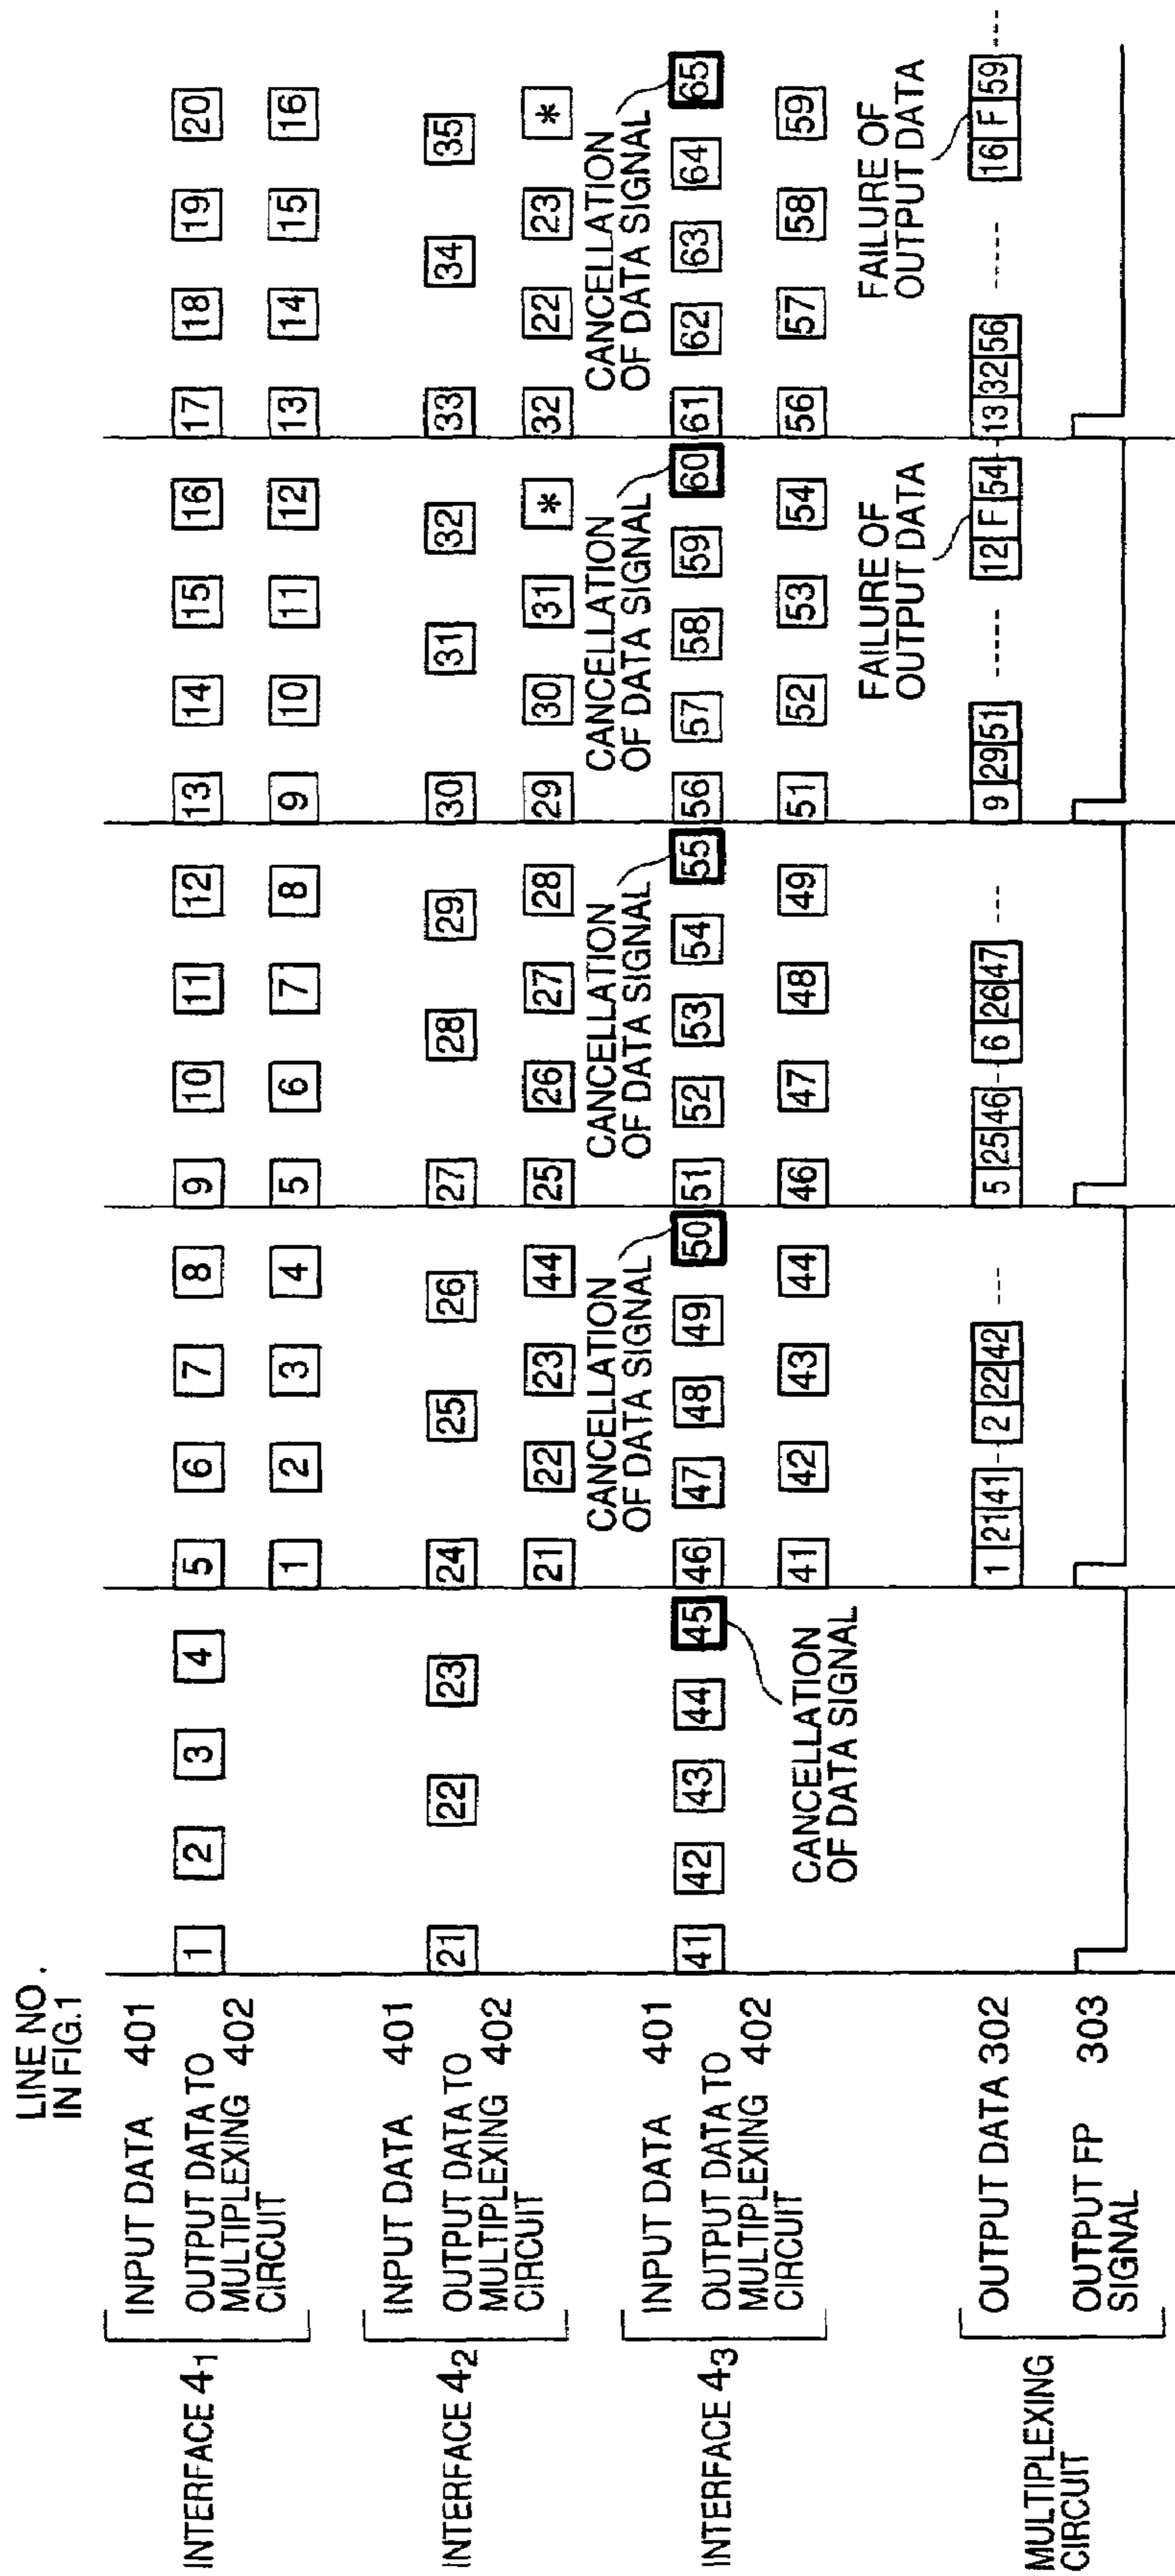 LINE NO.
IN FIG.1
INTERFACE 4₁
INPUT DATA 401
1 2 3 4 5 6 7 8 9 10 11 12 13 14 15 16 17 18 19 20
OUTPUT DATA TO
MULTIPLEXING 402
CIRCUIT
1 2 3 4 5 6 7 8 9 10 11 12 13 14 15 16
INTERFACE 4₂
INPUT DATA 401
21 22 23 24 25 26 27 28 29 30 31 32 33 34 35
OUTPUT DATA TO
MULTIPLEXING 402
CIRCUIT
21 22 23 44 25 26 27 28 29 30 31 * 32 22 23 *
CANCELLATION
OF DATA SIGNAL
CANCELLATION
OF DATA SIGNAL
CANCELLATION
OF DATA SIGNAL
CANCELLATION
OF DATA SIGNAL
INTERFACE 4₃
INPUT DATA 401
41 42 43 44 45 46 47 48 49 50 51 52 53 54 55 56 57 58 59 60 61 62 63 64 65
OUTPUT DATA TO
MULTIPLEXING 402
CIRCUIT
41 42 43 44 46 47 48 49 51 52 53 54 56 57 58 59
CANCELLATION
OF DATA SIGNAL
FAILURE OF
OUTPUT DATA
FAILURE OF
OUTPUT DATA
MULTIPLEXING
CIRCUIT
OUTPUT DATA 302
1 21 41 -- 2 22 42 --- 5 25 46 -- 6 26 47 --- 9 29 51 ----- 12 F 54 -- 13 32 56 ----- 16 F 59 ---
OUTPUT FP 303
SIGNAL